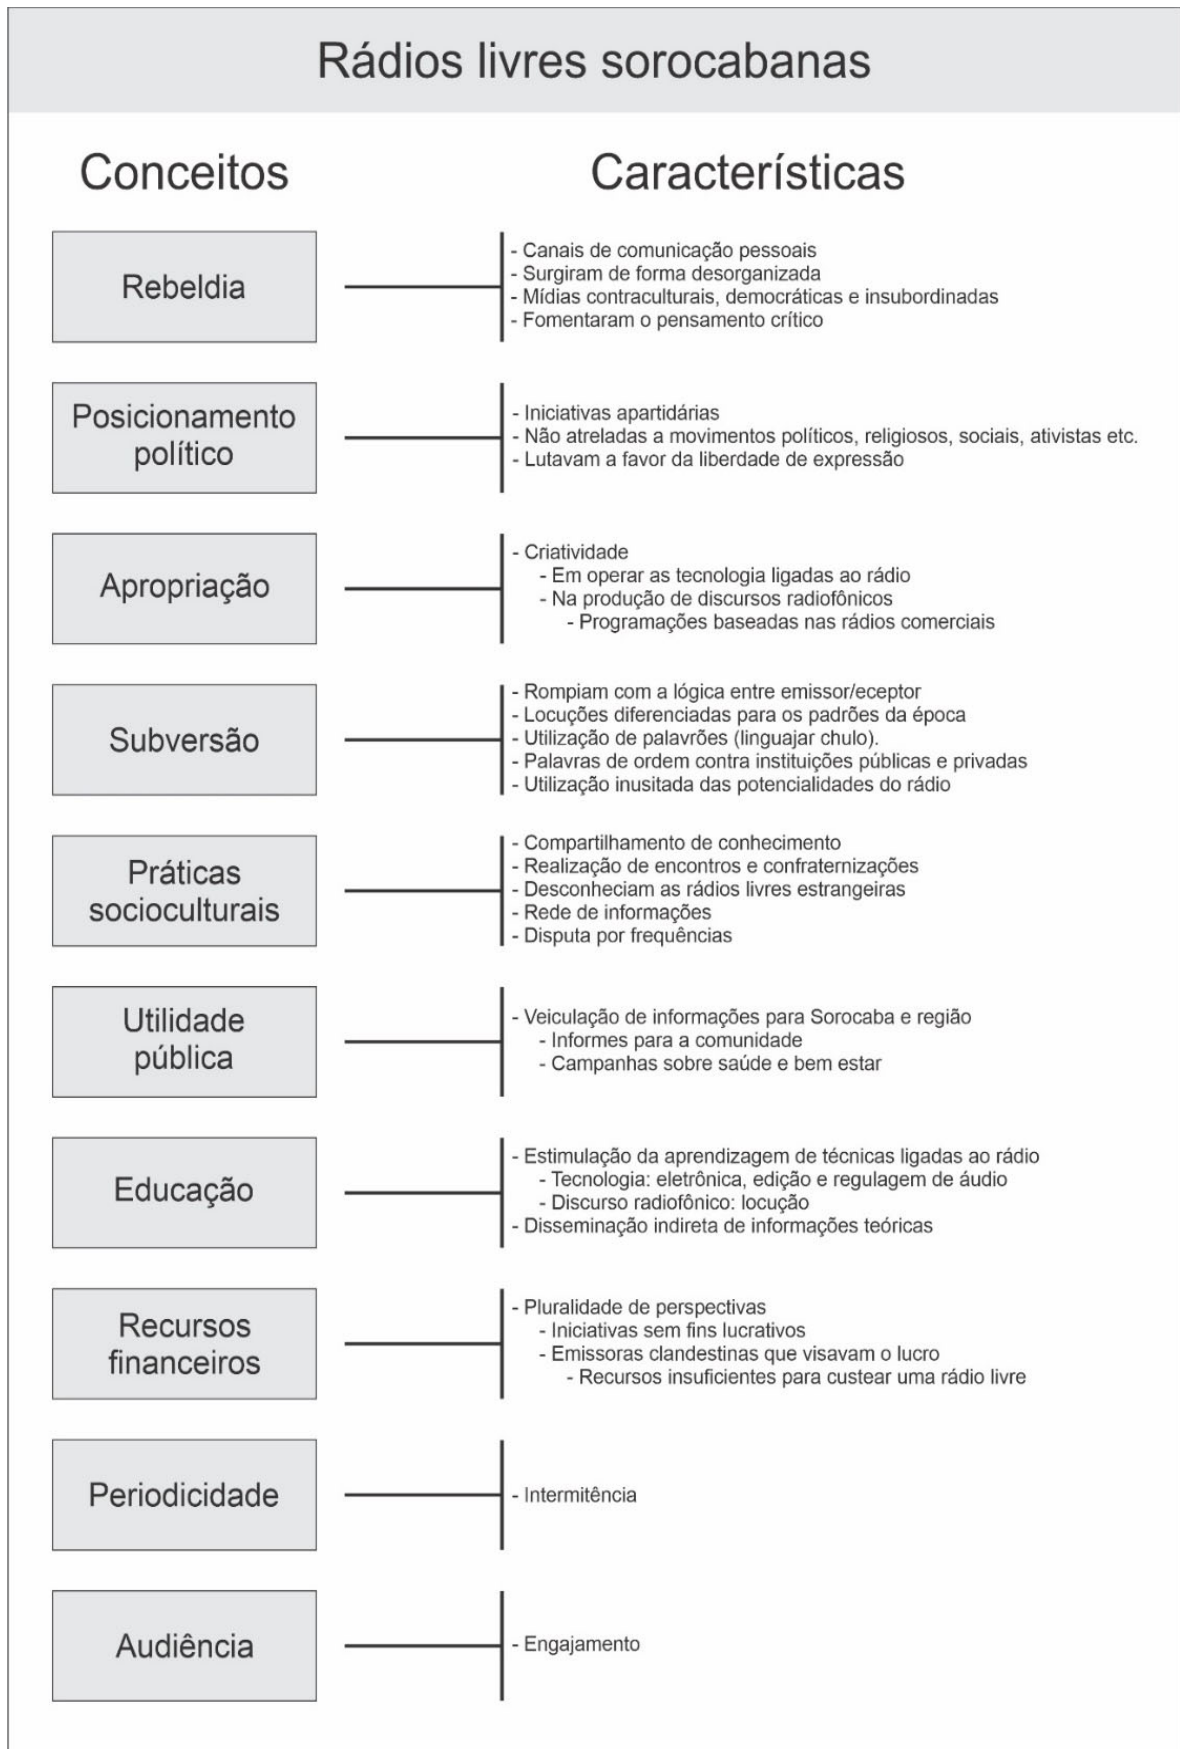 Rádios livres sorocabanas
Conceitos
Características
Rebeldia
- Canais de comunicação pessoais
- Surgiram de forma desorganizada
- Mídias contraculturais, democráticas e insubordinadas
- Fomentaram o pensamento crítico
Posicionamento
político
- Iniciativas apartidárias
- Não atreladas a movimentos políticos, religiosos, sociais, ativistas etc.
- Lutavam a favor da liberdade de expressão
Apropriação
- Criatividade
- Em operar as tecnologia ligadas ao rádio
- Na produção de discursos radiofônicos
- Programações baseadas nas rádios comerciais
Subversão
- Rompiam com a lógica entre emissor/eceptor
- Locuções diferenciadas para os padrões da época
- Utilização de palavrões (linguajar chulo).
- Palavras de ordem contra instituições públicas e privadas
- Utilização inusitada das potencialidades do rádio
Práticas
socioculturais
- Compartilhamento de conhecimento
- Realização de encontros e confraternizações
- Desconheciam as rádios livres estrangeiras
- Rede de informações
- Disputa por frequências
Utilidade
pública
- Veiculação de informações para Sorocaba e região
- Informes para a comunidade
- Campanhas sobre saúde e bem estar
Educação
- Estimulação da aprendizagem de técnicas ligadas ao rádio
- Tecnologia: eletrônica, edição e regulagem de áudio
- Discurso radiofônico: locução
- Disseminação indireta de informações teóricas
Recursos
financeiros
- Pluralidade de perspectivas
- Iniciativas sem fins lucrativos
- Emissoras clandestinas que visavam o lucro
- Recursos insuficientes para custear uma rádio livre
Periodicidade
- Intermitência
Audiência
- Engajamento